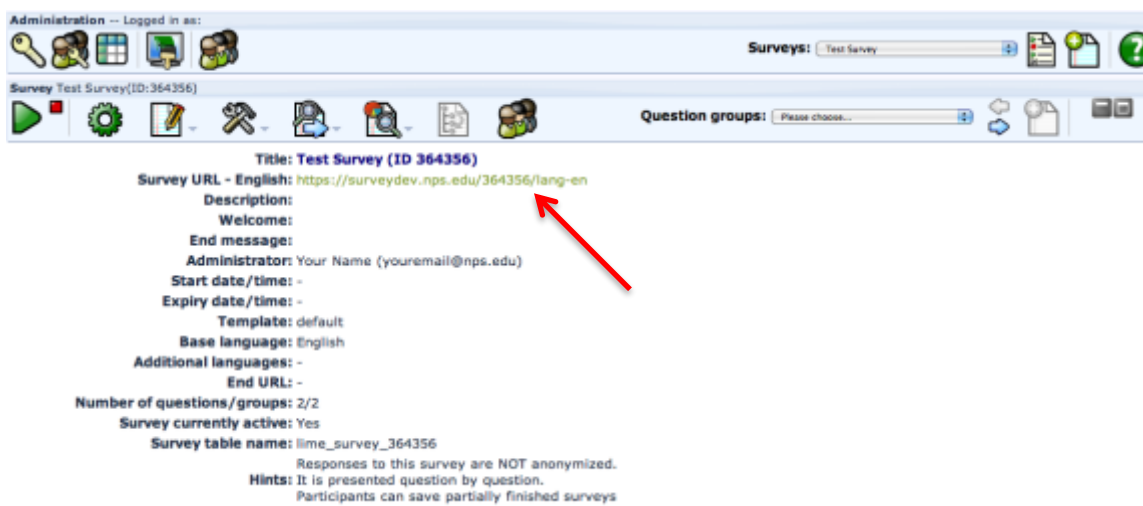 Administration -- Logged in as:
Surveys: Test Survey
Survey Test Survey(ID:364356)
Question groups: Please choose...
Title: Test Survey (ID 364356)
Survey URL - English: https://surveydev.nps.edu/364356/lang-en
Description:
Welcome:
End message:
Administrator: Your Name (youremail@nps.edu)
Start date/time: -
Expiry date/time: -
Template: default
Base language: English
Additional languages: -
End URL: -
Number of questions/groups: 2/2
Survey currently active: Yes
Survey table name: lime_survey_364356
Responses to this survey are NOT anonymized.
Hints: It is presented question by question.
Participants can save partially finished surveys